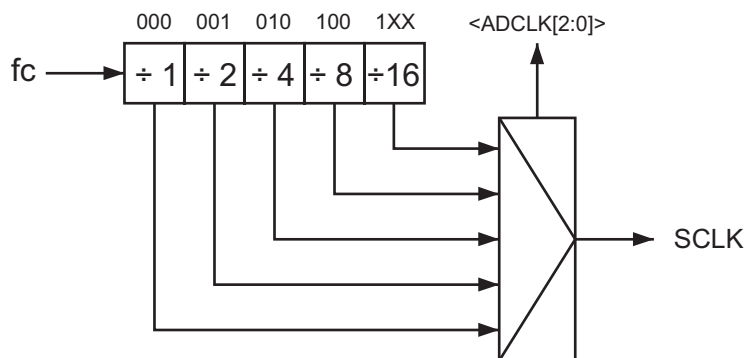 000 001 010 100 1XX
<ADCLK[2:0]>
fc
÷ 1 ÷ 2 ÷ 4 ÷ 8 ÷16
SCLK